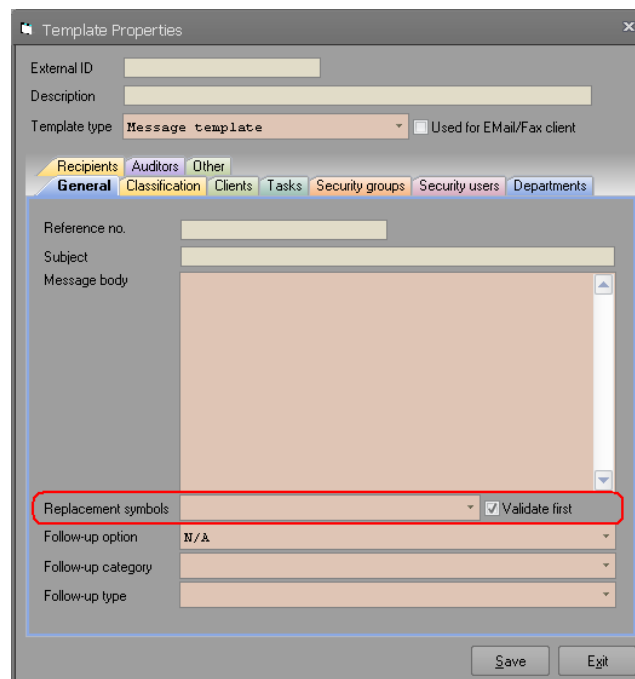 Template Properties
External ID
Description
Template type Message template Used for EMail/Fax client
Recipients Auditors Other
General Classification Clients Tasks Security groups Security users Departments
Reference no.
Subject
Message body
Replacement symbols Validate first
Follow-up option N/A
Follow-up category
Follow-up type
Save Exit